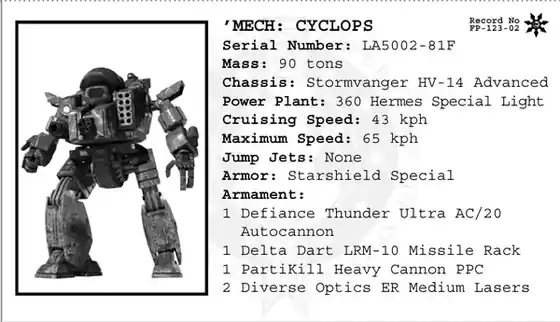 ’MECH: CYCLOPS
Record No
FP-123-02
Serial Number: LA5002-81F
Mass: 90 tons
Chassis: Stormvanger HV-14 Advanced
Power Plant: 360 Hermes Special Light
Cruising Speed: 43 kph
Maximum Speed: 65 kph
Jump Jets: None
Armor: Starshield Special
Armament:
1 Defiance Thunder Ultra AC/20
Autocannon
1 Delta Dart LRM-10 Missile Rack
1 PartiKill Heavy Cannon PPC
2 Diverse Optics ER Medium Lasers